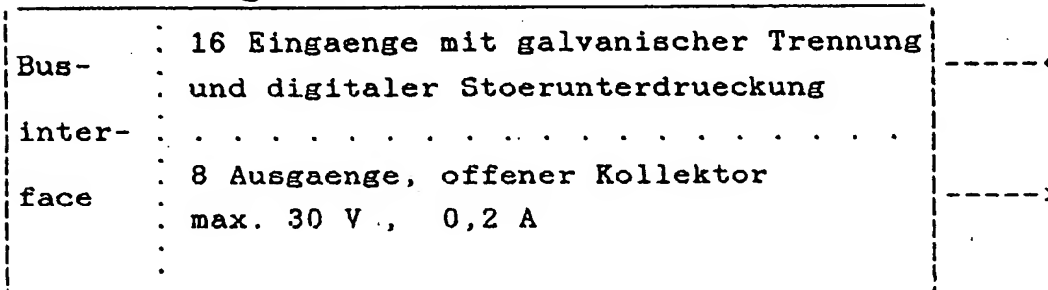 16 Eingaenge mit galvanischer Trennung
Bus-
und digitaler Stoerunterdrueckung
inter-
8 Ausgaenge, offener Kollektor
face
max. 30 V , 0,2 A